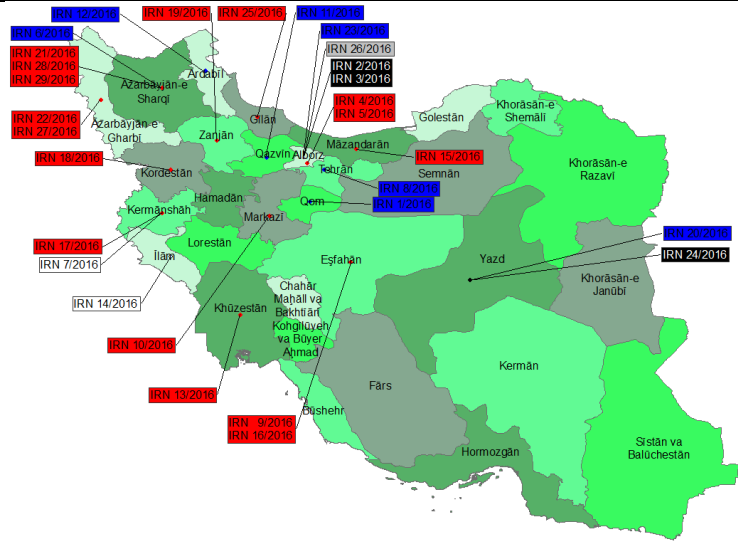 IRN 12/2016
IRN 19/2016
IRN 25/2016
IRN 11/2016
IRN 6/2016
IRN 23/2016
IRN 21/2016
IRN 28/2016
IRN 29/2016
IRN 26/2016
IRN 2/2016
IRN 3/2016
IRN 4/2016
IRN 5/2016
IRN 22/2016
IRN 27/2016
IRN 18/2016
IRN 15/2016
IRN 1/2016
IRN 17/2016
IRN 7/2016
IRN 14/2016
IRN 20/2016
IRN 24/2016
IRN 10/2016
IRN 13/2016
IRN 9/2016
IRN 16/2016
Ardabīl
Āzarbāyjān-e
Sharqī
Āzarbāyjān-e
Gharbī
Gīlān
Zanjān
Qazvīn
Alborz
Māzandarān
Tehrān
Golestān
Khorāsān-e
Shemālī
Khorāsān-e
Razavī
Semnān
Kordestān
Hamadān
Markazī
Qom
Kermānshāh
Īlām
Lorestān
Eşfahān
Yazd
Khorāsān-e
Janūbī
Khūzestān
Chahār
Maḩāll va
Bakhtīārī
Kohgīlūyeh
va Būyer
Aḩmad
Fārs
Kermān
Būshehr
Hormozgān
Sīstān va
Balūchestān